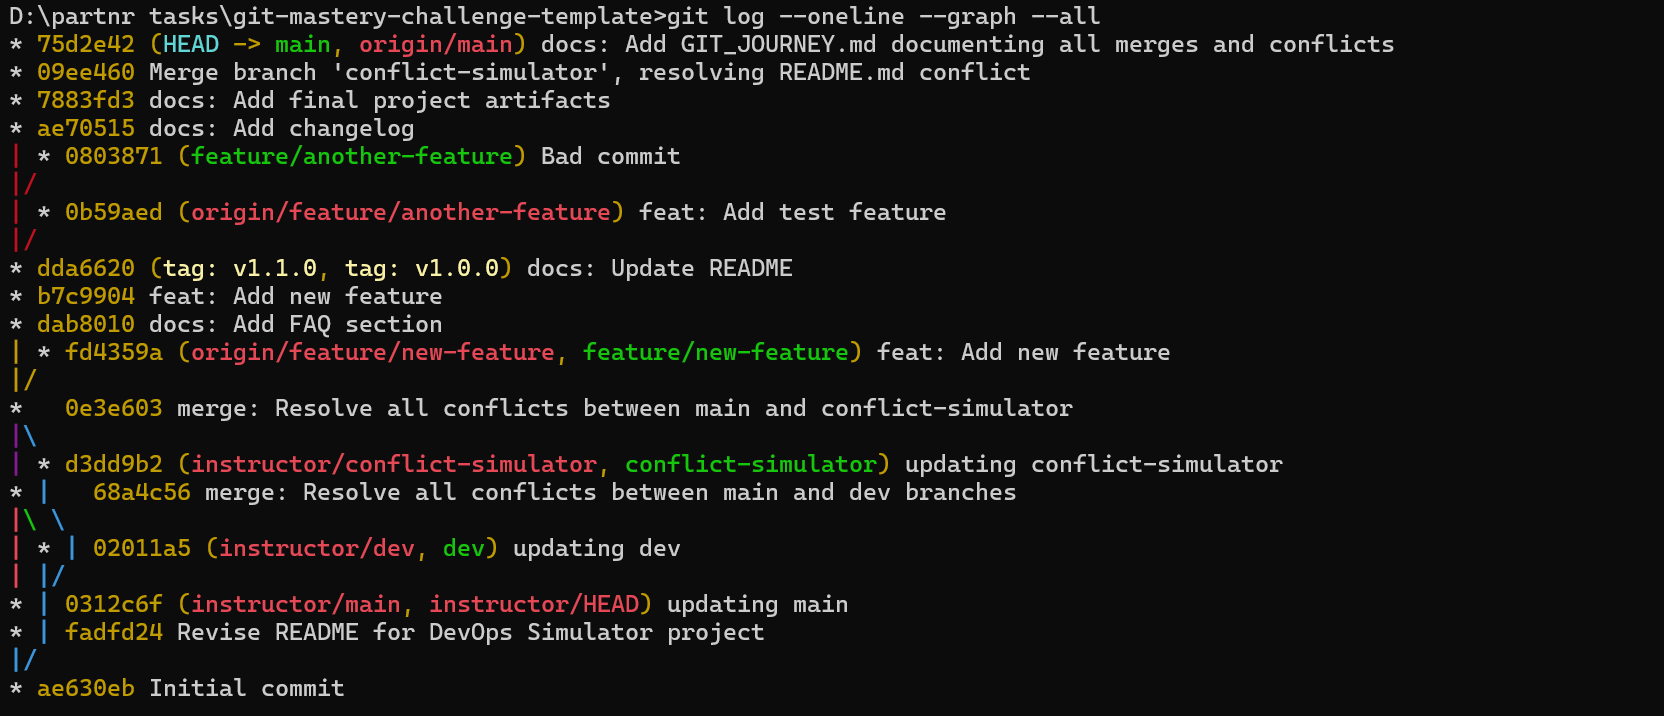 D:\partnr tasks\git-mastery-challenge-template>git log --oneline --graph --all
* 75d2e42 (HEAD -> main, origin/main) docs: Add GIT_JOURNEY.md documenting all merges and conflicts
* 09ee460 Merge branch 'conflict-simulator', resolving README.md conflict
* 7883fd3 docs: Add final project artifacts
* ae70515 docs: Add changelog
| * 0803871 (feature/another-feature) Bad commit
|/
| * 0b59aed (origin/feature/another-feature) feat: Add test feature
|/
* dda6620 (tag: v1.1.0, tag: v1.0.0) docs: Update README
* b7c9904 feat: Add new feature
* dab8010 docs: Add FAQ section
| * fd4359a (origin/feature/new-feature, feature/new-feature) feat: Add new feature
|/
*   0e3e603 merge: Resolve all conflicts between main and conflict-simulator
|\
| * d3dd9b2 (instructor/conflict-simulator, conflict-simulator) updating conflict-simulator
* |   68a4c56 merge: Resolve all conflicts between main and dev branches
|\ \
| * | 02011a5 (instructor/dev, dev) updating dev
| |/
* | 0312c6f (instructor/main, instructor/HEAD) updating main
* | fadfd24 Revise README for DevOps Simulator project
|/
* ae630eb Initial commit